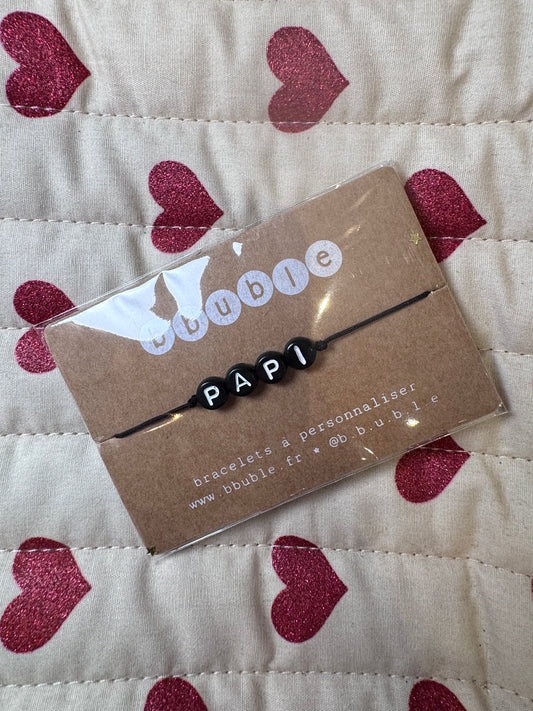 bbuble
PAPI
bracelets à personnaliser
www.bbuble.fr * @b.b.u.b.l.e